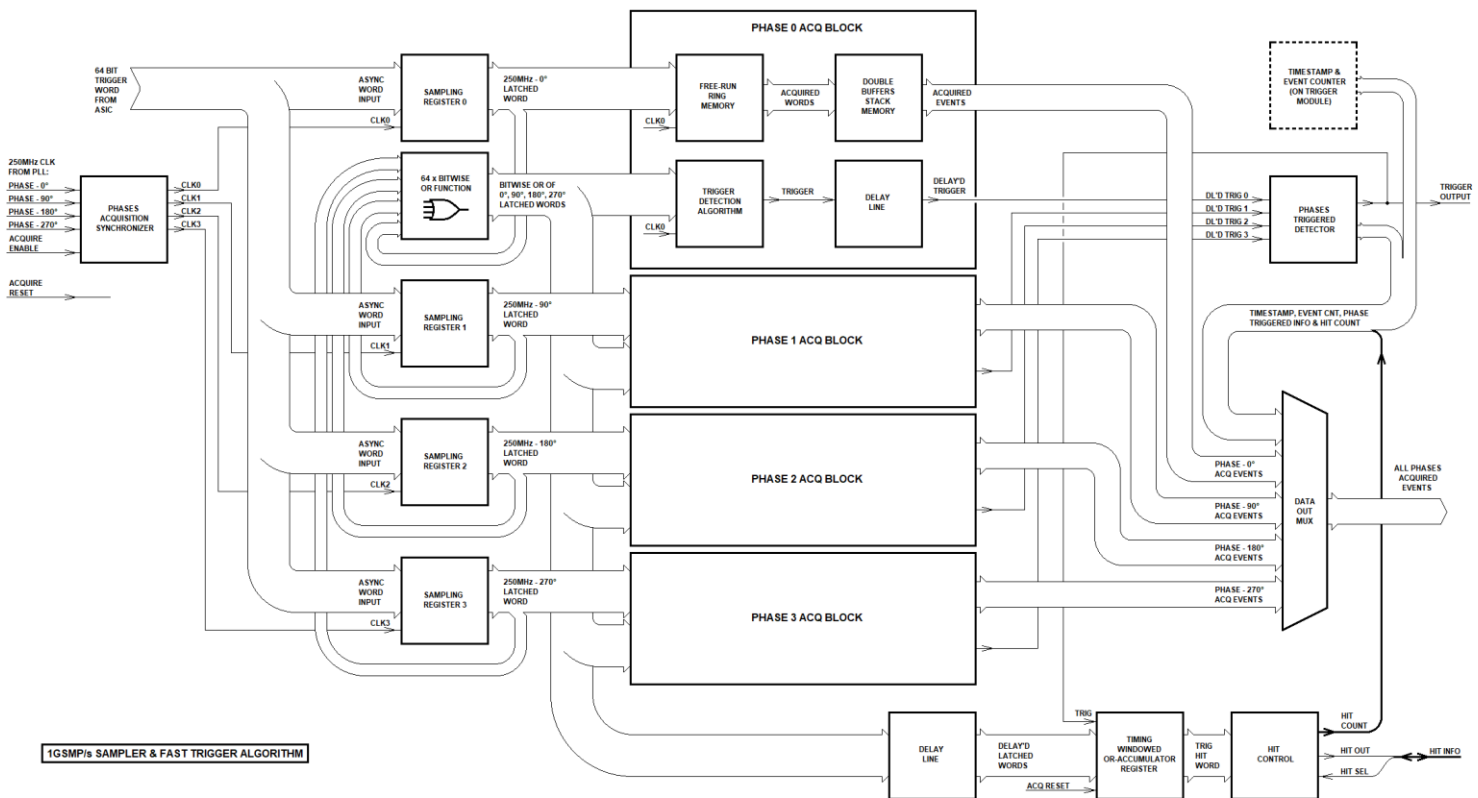 PHASE 0 ACQ BLOCK
64 BIT
TRIGGER
WORD
FROM
ASIC
ASYNC
WORD
INPUT
CLK0
SAMPLING
REGISTER 0
250MHz - 0°
LATCHED
WORD
CLK0
FREE-RUN
RING
MEMORY
ACQUIRED
WORDS
DOUBLE
BUFFERS
STACK
MEMORY
ACQUIRED
EVENTS
TIMESTAMP &
EVENT COUNTER
(ON TRIGGER
MODULE)
250MHz CLK
FROM PLL:
PHASE - 0°
PHASE - 90°
PHASE - 180°
PHASE - 270°
ACQUIRE
ENABLE
ACQUIRE
RESET
PHASES
ACQUISITION
SYNCHRONIZER
CLK0
CLK1
CLK2
CLK3
64 x BITWISE
OR FUNCTION
BITWISE OR OF
0°, 90°, 180°, 270°
LATCHED WORDS
CLK0
TRIGGER
DETECTION
ALGORITHM
TRIGGER
DELAY
LINE
DELAY'D
TRIGGER
DL'D TRIG 0
DL'D TRIG 1
DL'D TRIG 2
DL'D TRIG 3
PHASES
TRIGGERED
DETECTOR
TRIGGER
OUTPUT
ASYNC
WORD
INPUT
CLK1
SAMPLING
REGISTER 1
250MHz - 90°
LATCHED
WORD
PHASE 1 ACQ BLOCK
TIMESTAMP, EVENT CNT, PHASE
TRIGGERED INFO & HIT COUNT
ASYNC
WORD
INPUT
CLK2
SAMPLING
REGISTER 2
250MHz - 180°
LATCHED
WORD
PHASE 2 ACQ BLOCK
PHASE - 0°
ACQ EVENTS
PHASE - 90°
ACQ EVENTS
PHASE - 180°
ACQ EVENTS
PHASE - 270°
ACQ EVENTS
DATA
OUT
MUX
ALL PHASES
ACQUIRED
EVENTS
ASYNC
WORD
INPUT
CLK3
SAMPLING
REGISTER 3
250MHz - 270°
LATCHED
WORD
PHASE 3 ACQ BLOCK
1GSMP/s SAMPLER & FAST TRIGGER ALGORITHM
DELAY
LINE
DELAY'D
LATCHED
WORDS
TRIG
ACQ RESET
TIMING
WINDOWED
OR-ACCUMULATOR
REGISTER
TRIG
HIT
WORD
HIT
CONTROL
HIT
COUNT
HIT OUT
HIT SEL
HIT INFO